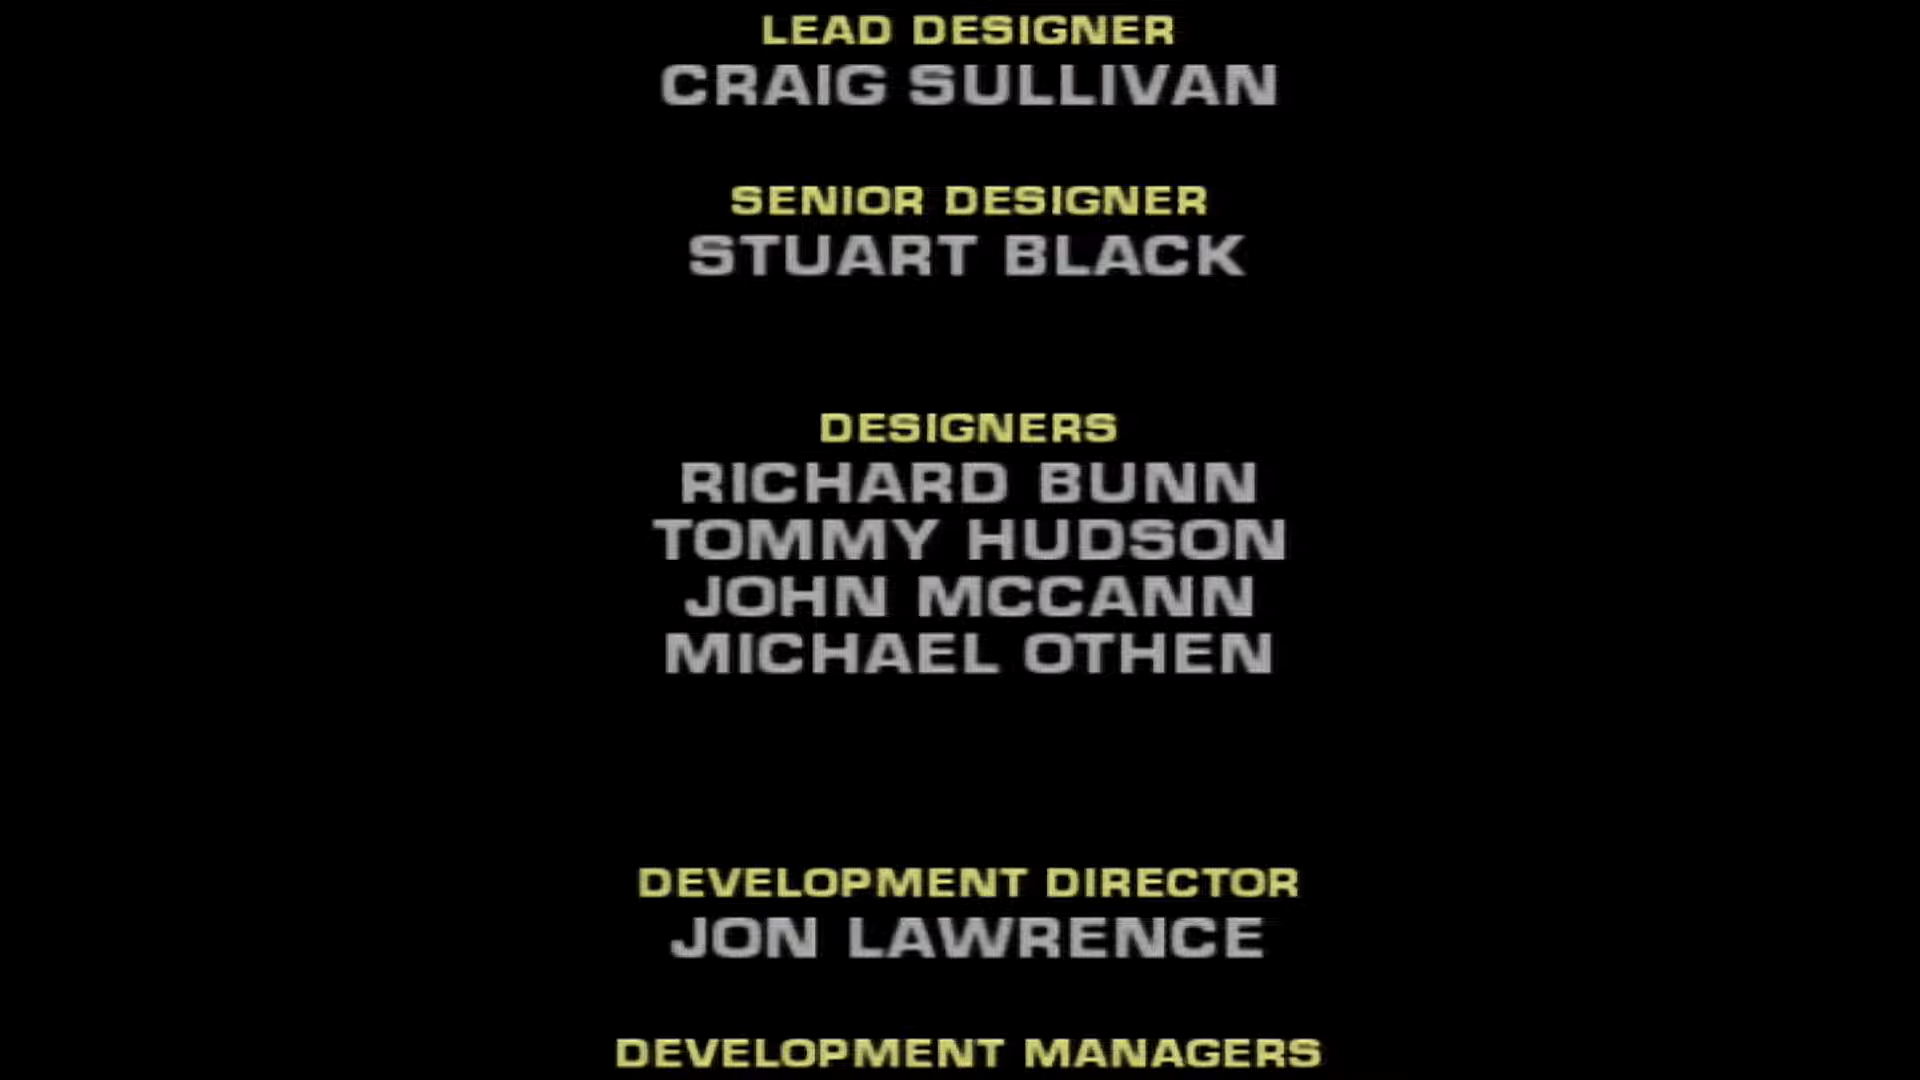 LEAD DESIGNER
CRAIG SULLIVAN
SENIOR DESIGNER
STUART BLACK
DESIGNERS
RICHARD BUNN
TOMMY HUDSON
JOHN MCCANN
MICHAEL OTHEN
DEVELOPMENT DIRECTOR
JON LAWRENCE
DEVELOPMENT MANAGERS